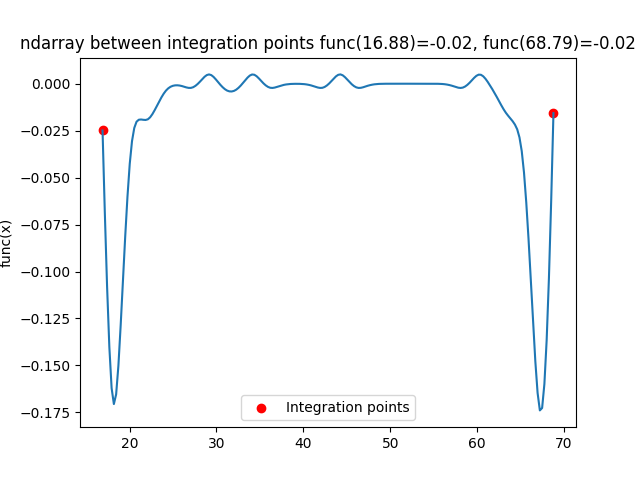 ndarray between integration points func(16.88)=-0.02, func(68.79)=-0.02
0.000
−0.025
−0.050
−0.075
−0.100
−0.125
−0.150
−0.175
func(x)
Integration points
20 30 40 50 60 70